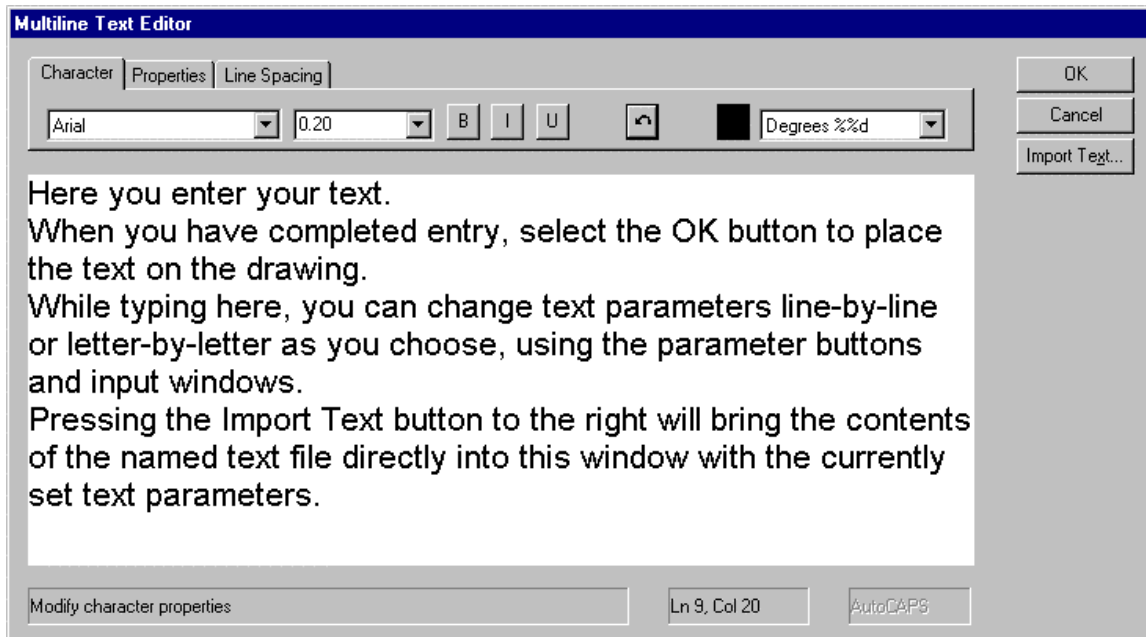 Multiline Text Editor
Character Properties Line Spacing
OK
Arial 0.20 B I U Degrees %%d
Cancel
Import Text...
Here you enter your text.
When you have completed entry, select the OK button to place
the text on the drawing.
While typing here, you can change text parameters line-by-line
or letter-by-letter as you choose, using the parameter buttons
and input windows.
Pressing the Import Text button to the right will bring the contents
of the named text file directly into this window with the currently
set text parameters.
Modify character properties Ln 9, Col 20 AutoCAPS